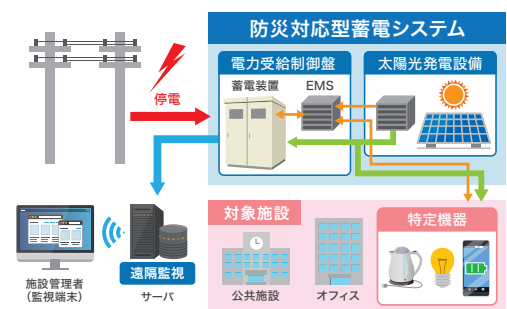 防災対応型蓄電システム
電力受給制御盤
太陽光発電設備
蓄電装置
EMS
停電
対象施設
特定機器
遠隔監視
サーバ
施設管理者
(監視端末)
公共施設
オフィス